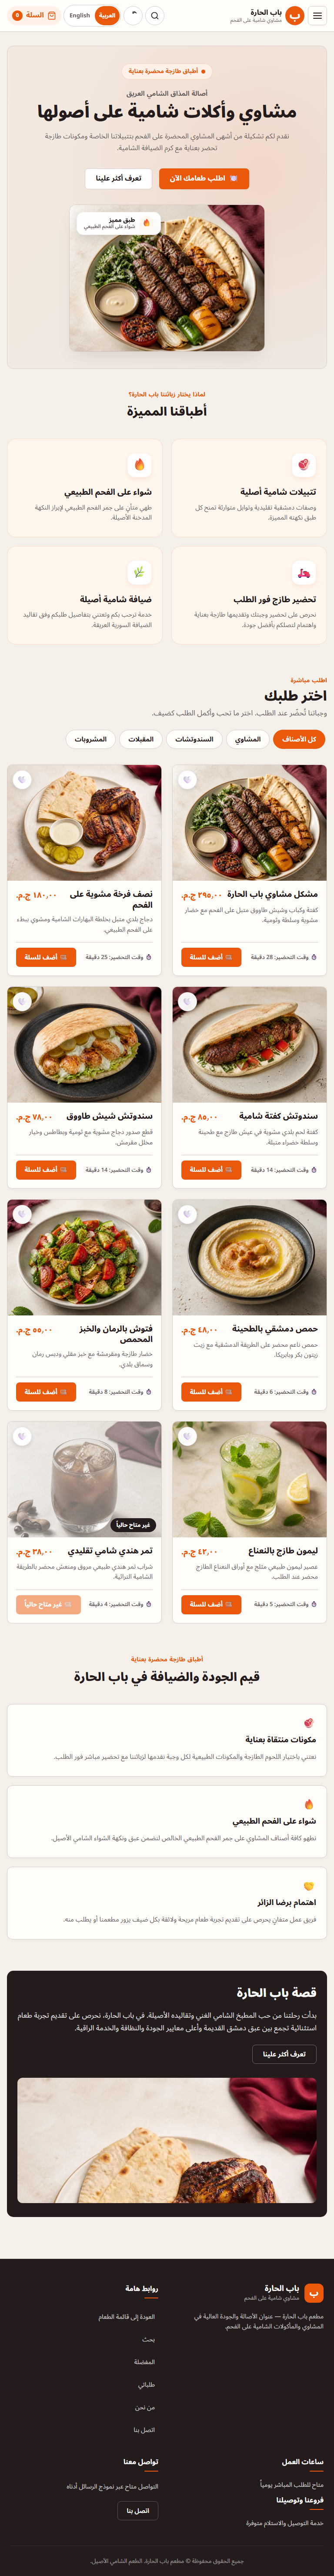 باب الحارة
مشاوي شامية على الفحم
العربية
English
السلة
0
أطباق طازجة محضرة بعناية
أصالة المذاق الشامي العريق
مشاوي وأكلات شامية على أصولها
نقدم لكم تشكيلة من أشهى المشاوي المحضرة على الفحم بتتبيلاتنا الخاصة ومكونات طازجة
تحضر بعناية مع كرم الضيافة الشامية.
اطلب طعامك الآن
تعرف أكثر علينا
طبق مميز
شواء على الفحم الطبيعي
لماذا يختار زبائننا باب الحارة؟
أطباقنا المميزة
تتبيلات شامية أصلية
وصفات دمشقية تقليدية وتوابل متوارثة تمنح كل
طبق نكهته المميزة.
شواء على الفحم الطبيعي
طهي متأنٍ على جمر الفحم الطبيعي لإبراز النكهة
المدخنة الأصيلة.
تحضير طازج فور الطلب
نحرص على تحضير وجبتك وتقديمها طازجة بعناية
واهتمام لتصلكم بأفضل جودة.
ضيافة شامية أصيلة
خدمة ترحب بكم وتعتني بتفاصيل طلبكم وفق تقاليد
الضيافة السورية العريقة.
اطلب مباشرة
اختر طلبك
وجباتنا تُحضّر عند الطلب. اختر ما تحب وأكمل الطلب كضيف.
كل الأصناف
المشاوي
السندوتشات
المقبلات
المشروبات
مشكل مشاوي باب الحارة
٢٩٥,٠٠ ج.م.
كفتة وكباب وشيش طاووق متبل على الفحم مع خضار
مشوية وسلطة وثومية.
وقت التحضير: 28 دقيقة
أضف للسلة
نصف فرخة مشوية على
الفحم
١٨٠,٠٠ ج.م.
دجاج بلدي متبل بخلطة البهارات الشامية ومشوي ببطء
على الفحم الطبيعي.
وقت التحضير: 25 دقيقة
أضف للسلة
سندوتش كفتة شامية
٨٥,٠٠ ج.م.
كفتة لحم بلدي مشوية في عيش طازج مع طحينة
وسلطة خضراء متبلة.
وقت التحضير: 14 دقيقة
أضف للسلة
سندوتش شيش طاووق
٧٨,٠٠ ج.م.
قطع صدور دجاج مشوية مع ثومية وبطاطس وخيار
مخلل مقرمش.
وقت التحضير: 14 دقيقة
أضف للسلة
حمص دمشقي بالطحينة
٤٨,٠٠ ج.م.
حمص ناعم محضر على الطريقة الدمشقية مع زيت
زيتون بكر وبابريكا.
وقت التحضير: 6 دقيقة
أضف للسلة
فتوش بالرمان والخبز
المحمص
٥٥,٠٠ ج.م.
خضار طازجة ومقرمشة مع خبز مقلي ودبس رمان
وسماق بلدي.
وقت التحضير: 8 دقيقة
أضف للسلة
ليمون طازج بالنعناع
٤٢,٠٠ ج.م.
عصير ليمون طبيعي مثلج مع أوراق النعناع الطازج
محضر عند الطلب.
وقت التحضير: 5 دقيقة
أضف للسلة
غير متاح حالياً
تمر هندي شامي تقليدي
٣٨,٠٠ ج.م.
شراب تمر هندي طبيعي مروق ومنعش محضر بالطريقة
الشامية التراثية.
وقت التحضير: 4 دقيقة
غير متاح حالياً
أطباق طازجة محضرة بعناية
قيم الجودة والضيافة في باب الحارة
مكونات منتقاة بعناية
نعتني باختيار اللحوم الطازجة والمكونات الطبيعية لكل وجبة نقدمها لزبائننا مع تحضير مباشر فور الطلب.
شواء على الفحم الطبيعي
نطهو كافة أصناف المشاوي على جمر الفحم الطبيعي الخالص لنضمن عبق ونكهة الشواء الشامي الأصيل.
اهتمام برضا الزائر
فريق عمل متفانٍ يحرص على تقديم تجربة طعام مريحة ولائقة بكل ضيف يزور مطعمنا أو يطلب منه.
قصة باب الحارة
بدأت رحلتنا من حب المطبخ الشامي الغني وتقاليده الأصيلة. في باب الحارة، نحرص على تقديم تجربة طعام
استثنائية تجمع بين عبق دمشق القديمة وأعلى معايير الجودة والنظافة والخدمة الراقية.
تعرف أكثر علينا
ب
باب الحارة
مشاوي شامية على الفحم
مطعم باب الحارة — عنوان الأصالة والجودة العالية في
المشاوي والمأكولات الشامية على الفحم.
روابط هامة
العودة إلى قائمة الطعام
بحث
المفضلة
طلباتي
من نحن
اتصل بنا
ساعات العمل
متاح للطلب المباشر يومياً
فروعنا وتوصيلنا
خدمة التوصيل والاستلام متوفرة
تواصل معنا
التواصل متاح عبر نموذج الرسائل أدناه
اتصل بنا
جميع الحقوق محفوظة © مطعم باب الحارة. الطعم الشامي الأصيل.